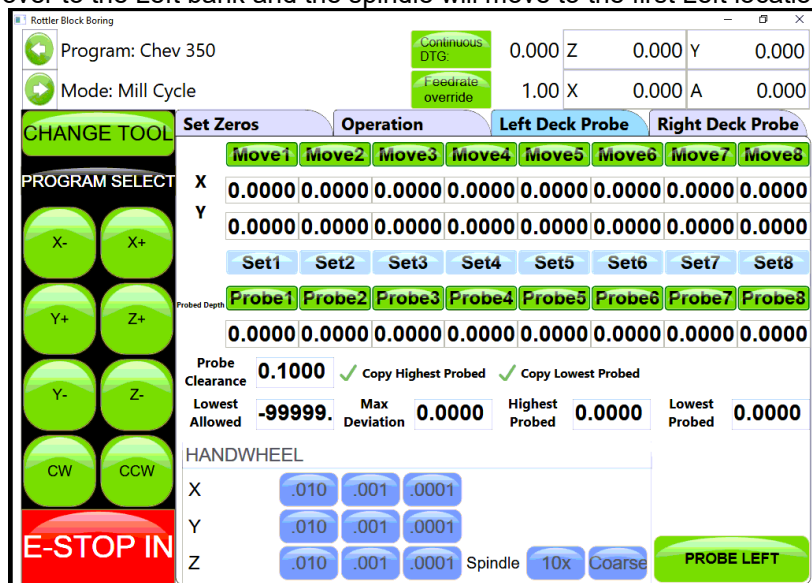 over to the Left bank and the spindle will move to the first Left locatio
Rottler Block Boring
Program: Chev 350 Continuous DTG: 0.000 Z 0.000 Y 0.000
Mode: Mill Cycle Feedrate override 1.00 X 0.000 A 0.000
CHANGE TOOL Set Zeros Operation Left Deck Probe Right Deck Probe
Move1 Move2 Move3 Move4 Move5 Move6 Move7 Move8
PROGRAM SELECT X 0.0000 0.0000 0.0000 0.0000 0.0000 0.0000 0.0000 0.0000
Y 0.0000 0.0000 0.0000 0.0000 0.0000 0.0000 0.0000 0.0000
X- X+ Set1 Set2 Set3 Set4 Set5 Set6 Set7 Set8
Probed Depth Probe1 Probe2 Probe3 Probe4 Probe5 Probe6 Probe7 Probe8
Y+ Z+ 0.0000 0.0000 0.0000 0.0000 0.0000 0.0000 0.0000 0.0000
Probe Clearance 0.1000 Copy Highest Probed Copy Lowest Probed
Y- Z- Lowest Allowed -99999. Max Deviation 0.0000 Highest Probed 0.0000 Lowest Probed 0.0000
HANDWHEEL
CW CCW X .010 .001 .0001
Y .010 .001 .0001
E-STOP IN Z .010 .001 .0001 Spindle 10x Coarse PROBE LEFT